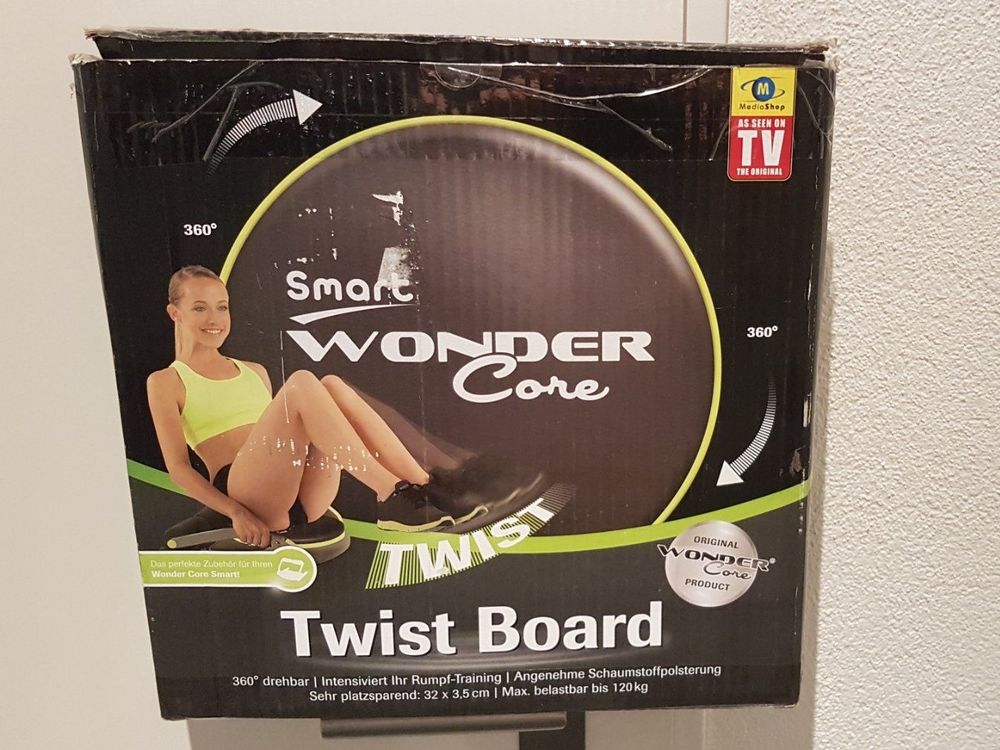 M
MediaShop
AS SEEN ON
TV
THE ORIGINAL
360°
Smart
WONDER
Core
360°
TWIST
ORIGINAL
WONDER®
Core
PRODUCT
Das perfekte Zubehör für Ihren
Wonder Core Smart!
Twist Board
360° drehbar | Intensiviert Ihr Rumpf-Training | Angenehme Schaumstoffpolsterung
Sehr platzsparend: 32 x 3,5 cm | Max. belastbar bis 120 kg